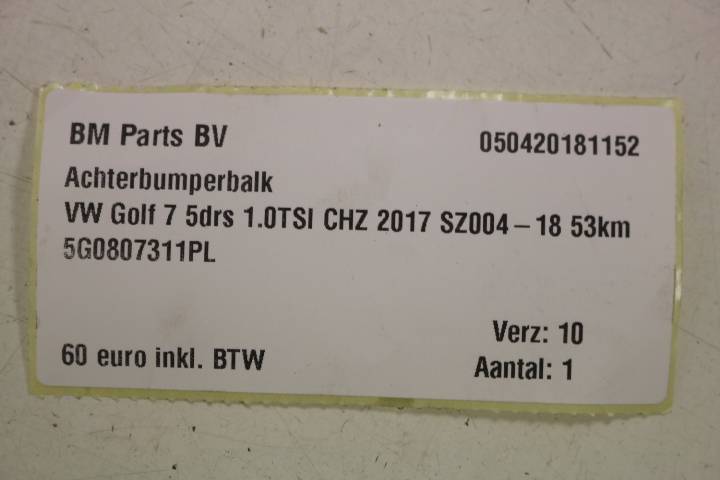 BM Parts BV 050420181152
Achterbumperbalk
VW Golf 7 5drs 1.0TSI CHZ 2017 SZ004-18 53km
5G0807311PL
Verz: 10
60 euro inkl. BTW Aantal: 1